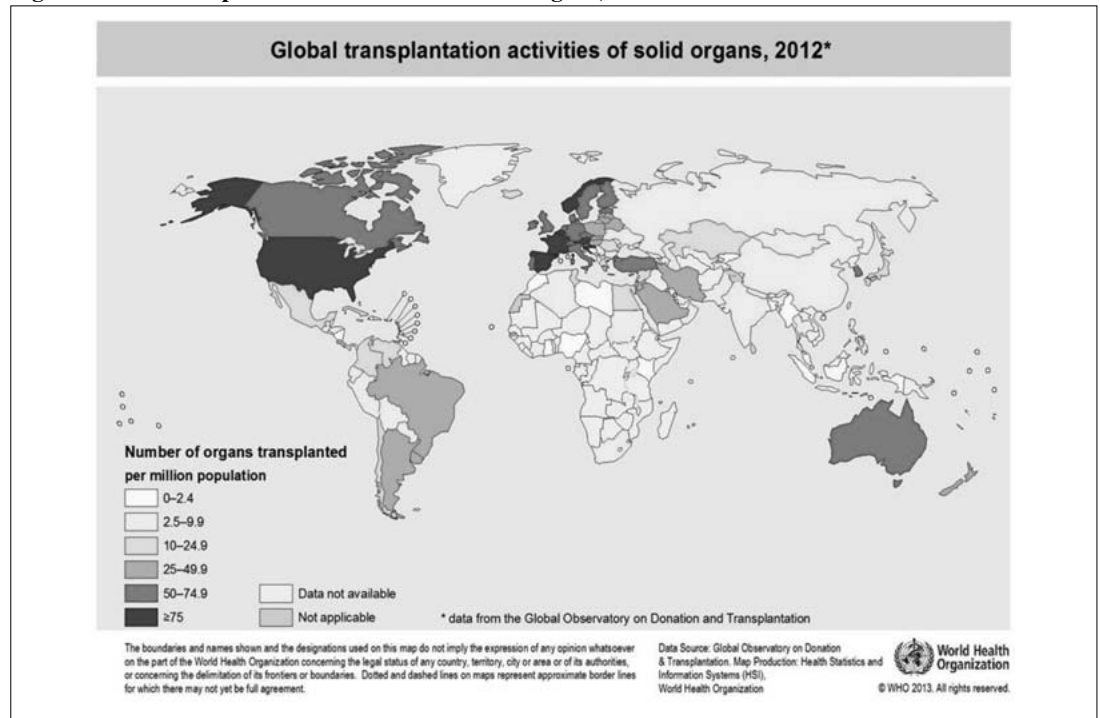 Global transplantation activities of solid organs, 2012*
Number of organs transplanted
per million population
0–2.4
2.5–9.9
10–24.9
25–49.9
50–74.9
≥75
Data not available
Not applicable
* data from the Global Observatory on Donation and Transplantation
The boundaries and names shown and the designations used on this map do not imply the expression of any opinion whatsoever
on the part of the World Health Organization concerning the legal status of any country, territory, city or area or of its authorities,
or concerning the delimitation of its frontiers or boundaries. Dotted and dashed lines on maps represent approximate border lines
for which there may not yet be full agreement.
Data Source: Global Observatory on Donation
& Transplantation. Map Production: Health Statistics and
Information Systems (HSI),
World Health Organization
World Health
Organization
© WHO 2013. All rights reserved.